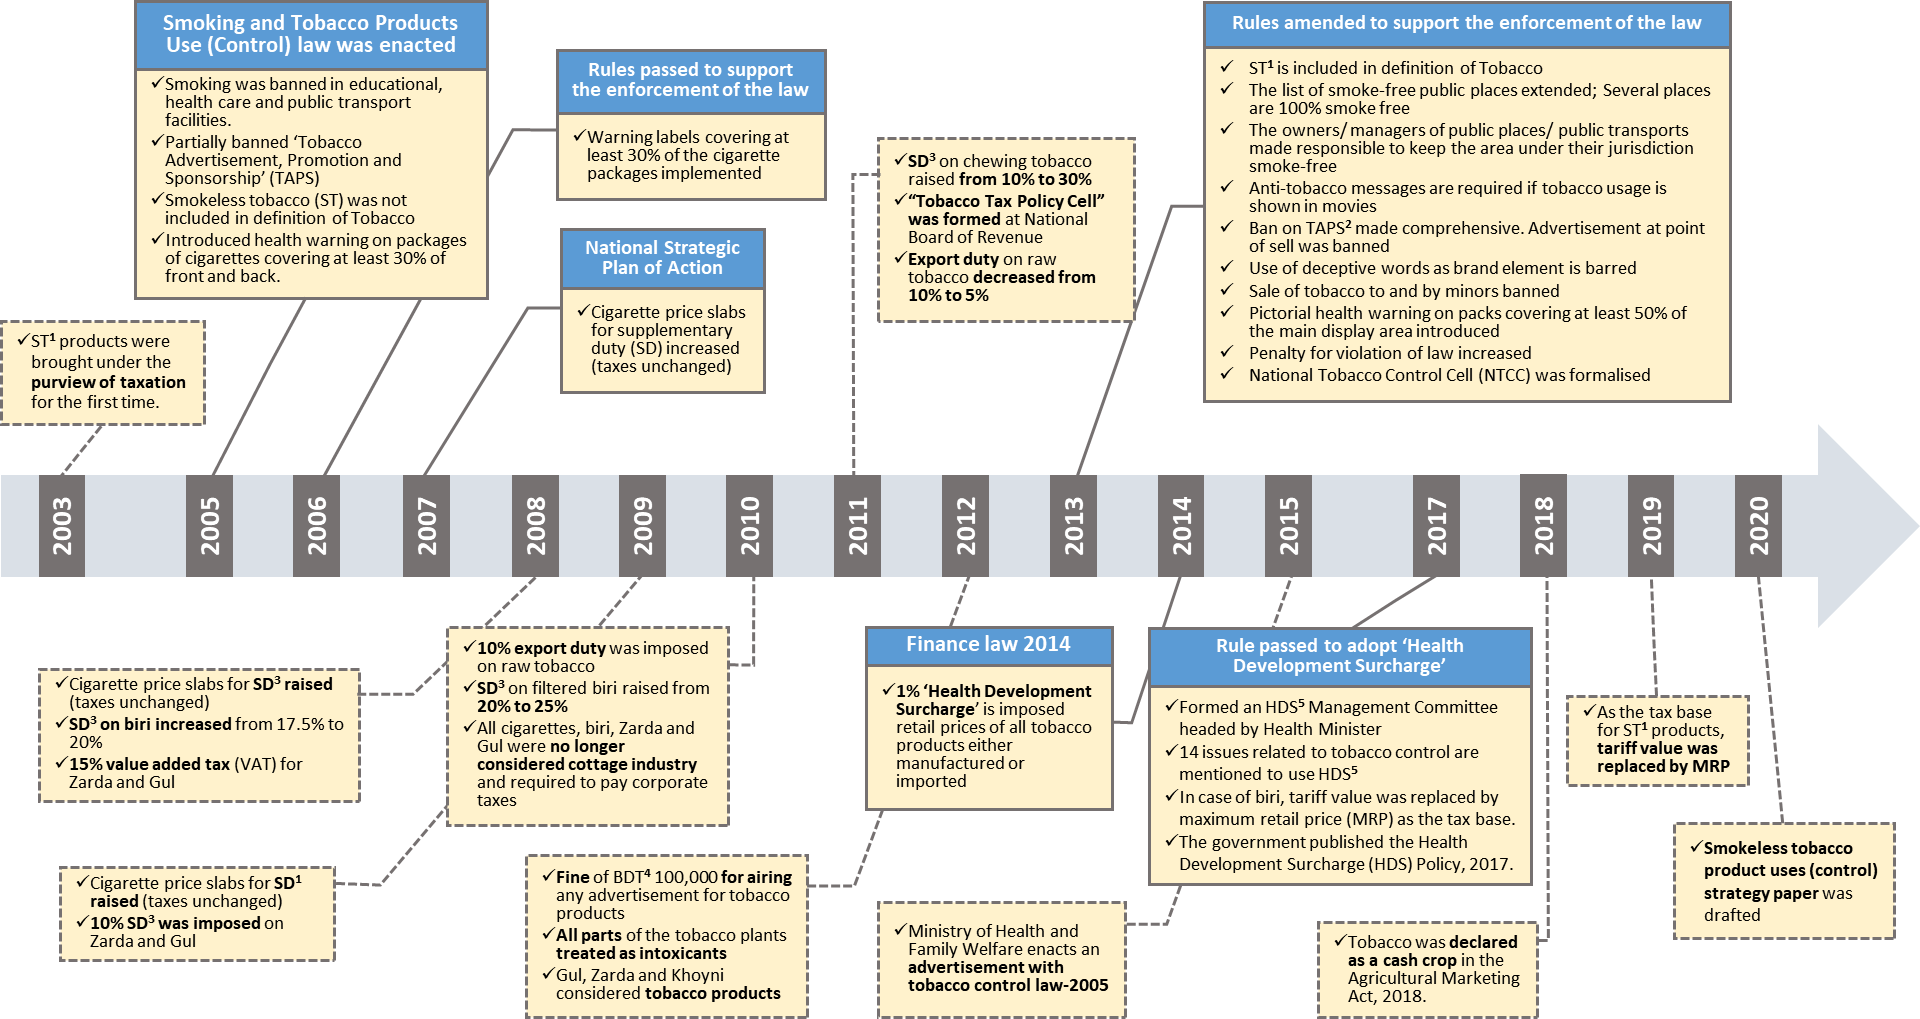 Smoking and Tobacco Products
Use (Control) law was enacted
✓Smoking was banned in educational,
health care and public transport
facilities.
✓Partially banned ‘Tobacco
Advertisement, Promotion and
Sponsorship’ (TAPS)
✓Smokeless tobacco (ST) was not
included in definition of Tobacco
✓Introduced health warning on packages
of cigarettes covering at least 30% of
front and back.
Rules passed to support
the enforcement of the law
✓Warning labels covering at
least 30% of the cigarette
packages implemented
National Strategic
Plan of Action
✓Cigarette price slabs
for supplementary
duty (SD) increased
(taxes unchanged)
✓SD³ on chewing tobacco
raised from 10% to 30%
✓“Tobacco Tax Policy Cell”
was formed at National
Board of Revenue
✓Export duty on raw
tobacco decreased from
10% to 5%
Rules amended to support the enforcement of the law
✓ ST¹ is included in definition of Tobacco
✓ The list of smoke-free public places extended; Several places
are 100% smoke free
✓ The owners/ managers of public places/ public transports
made responsible to keep the area under their jurisdiction
smoke-free
✓ Anti-tobacco messages are required if tobacco usage is
shown in movies
✓ Ban on TAPS² made comprehensive. Advertisement at point
of sell was banned
✓ Use of deceptive words as brand element is barred
✓ Sale of tobacco to and by minors banned
✓ Pictorial health warning on packs covering at least 50% of
the main display area introduced
✓ Penalty for violation of law increased
✓ National Tobacco Control Cell (NTCC) was formalised
✓ST¹ products were
brought under the
purview of taxation
for the first time.
2003
2005
2006
2007
2008
2009
2010
2011
2012
2013
2014
2015
2017
2018
2019
2020
✓Cigarette price slabs for SD³ raised
(taxes unchanged)
✓SD³ on biri increased from 17.5% to
20%
✓15% value added tax (VAT) for
Zarda and Gul
✓Cigarette price slabs for SD¹
raised (taxes unchanged)
✓10% SD³ was imposed on
Zarda and Gul
✓10% export duty was imposed
on raw tobacco
✓SD³ on filtered biri raised from
20% to 25%
✓All cigarettes, biri, Zarda and
Gul were no longer
considered cottage industry
and required to pay corporate
taxes
✓Fine of BDT⁴ 100,000 for airing
any advertisement for tobacco
products
✓All parts of the tobacco plants
treated as intoxicants
✓Gul, Zarda and Khoyni
considered tobacco products
Finance law 2014
✓1% ‘Health Development
Surcharge’ is imposed
retail prices of all tobacco
products either
manufactured or
imported
✓Ministry of Health and
Family Welfare enacts an
advertisement with
tobacco control law-2005
Rule passed to adopt ‘Health
Development Surcharge’
✓Formed an HDS⁵ Management Committee
headed by Health Minister
✓14 issues related to tobacco control are
mentioned to use HDS⁵
✓In case of biri, tariff value was replaced by
maximum retail price (MRP) as the tax base.
✓The government published the Health
Development Surcharge (HDS) Policy, 2017.
✓Tobacco was declared
as a cash crop in the
Agricultural Marketing
Act, 2018.
✓As the tax base
for ST¹ products,
tariff value was
replaced by MRP
✓Smokeless tobacco
product uses (control)
strategy paper was
drafted